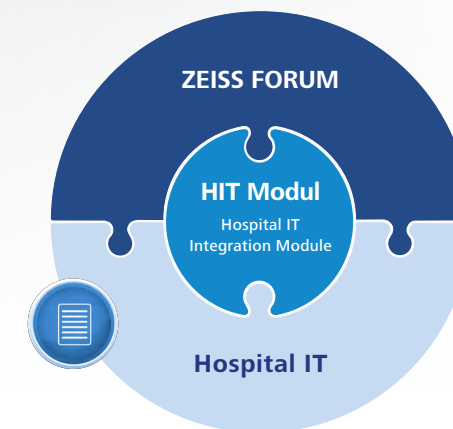 ZEISS FORUM
HIT Modul
Hospital IT
Integration Module
Hospital IT